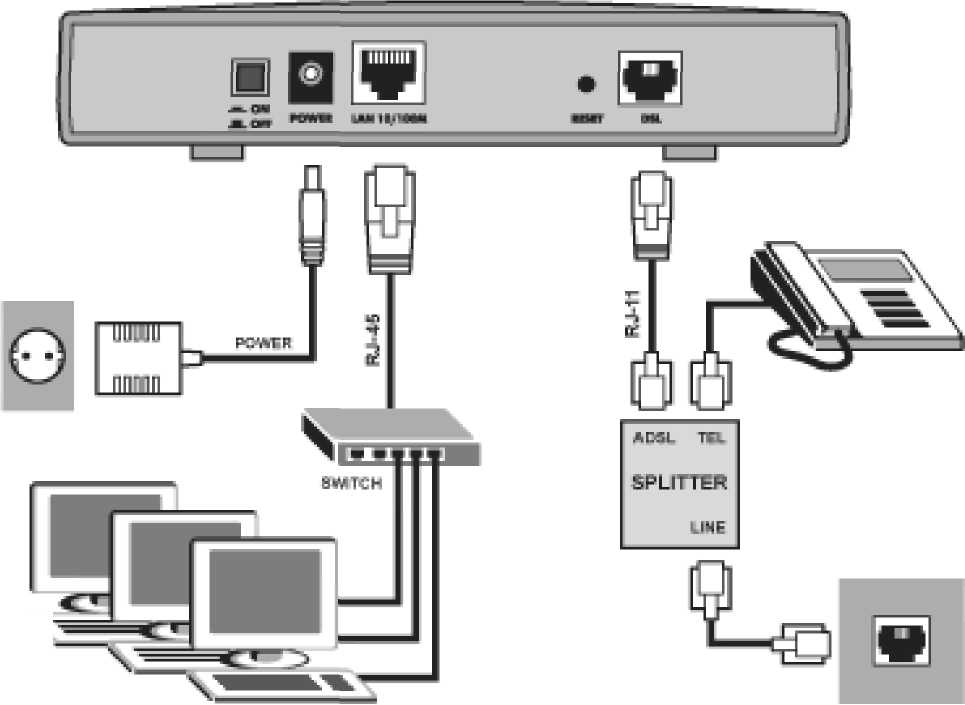 ON
OFF
POWER
LAN 10/100M
RESET
DSL
POWER
RJ-45
RJ-11
SWITCH
ADSL TEL
SPLITTER
LINE